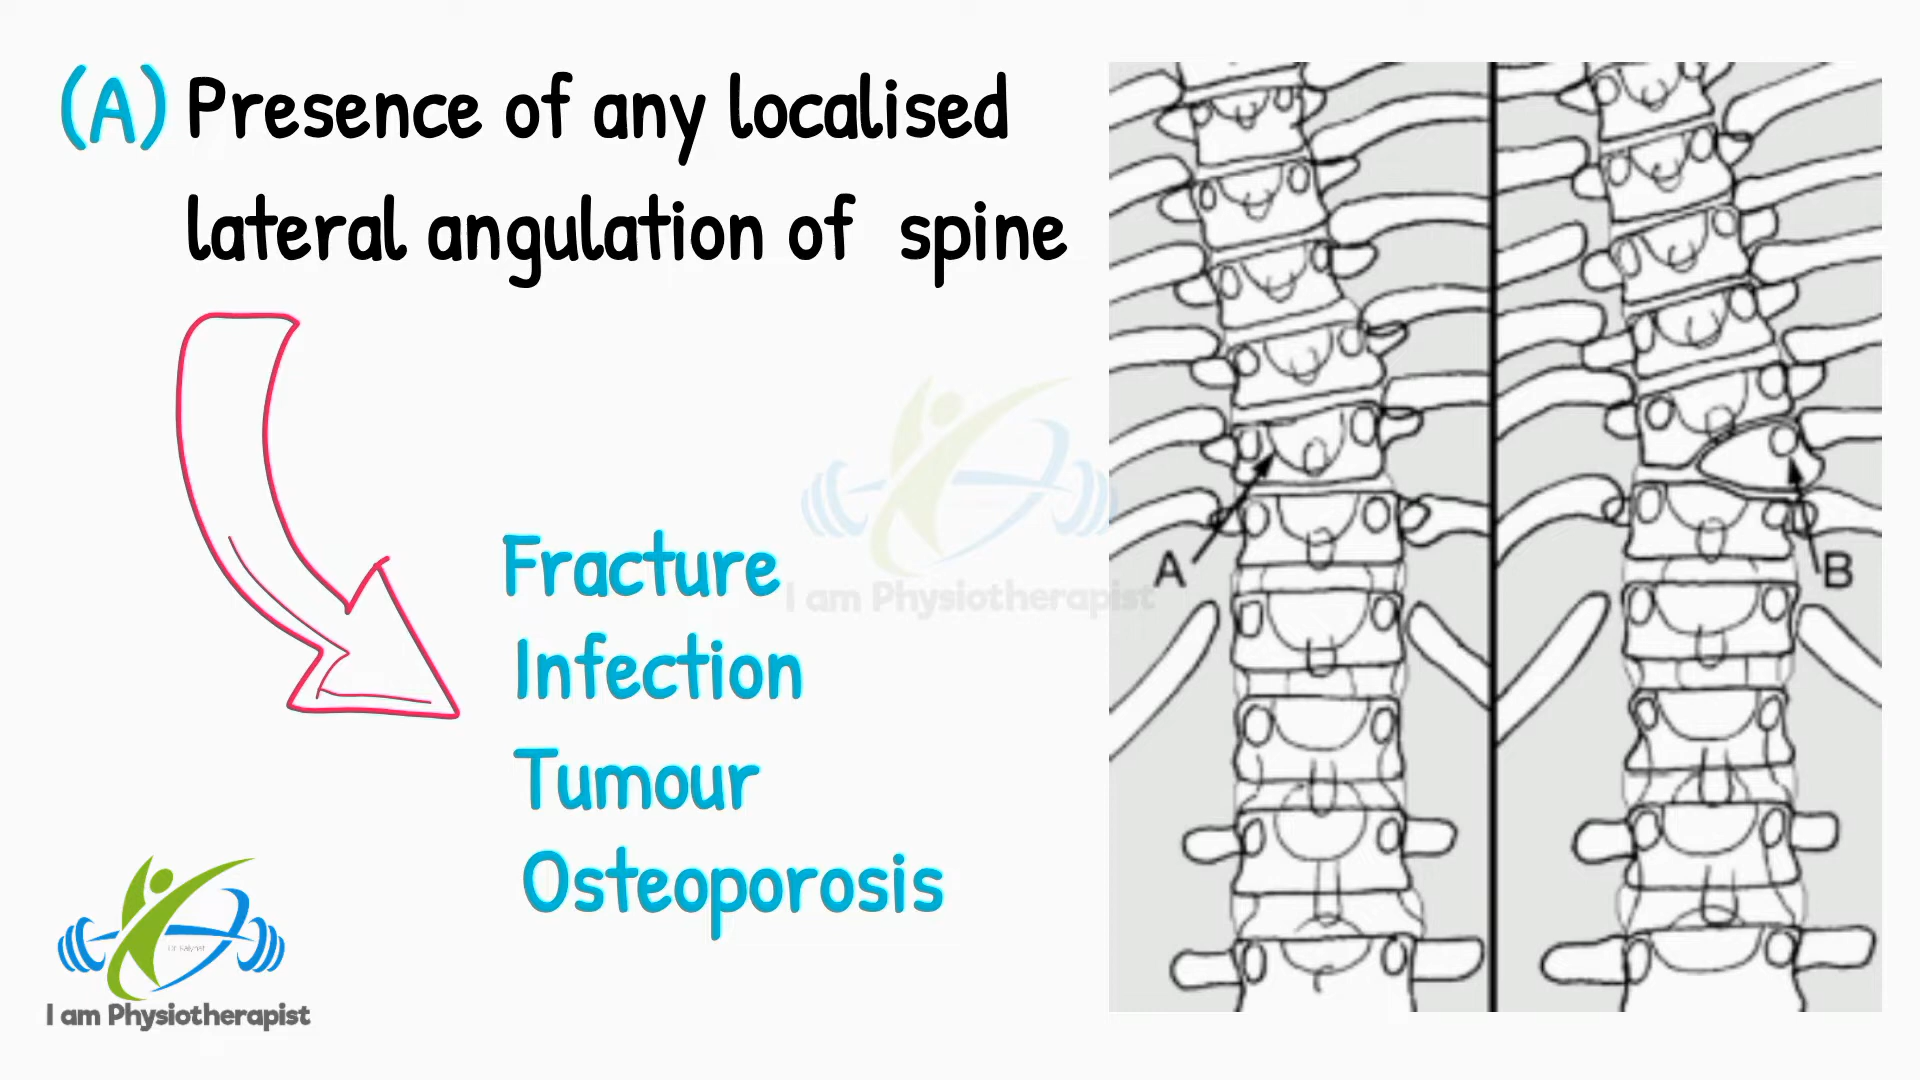 (A) Presence of any localised
lateral angulation of spine
Fracture
Infection
Tumour
Osteoporosis
A
B
I am Physiotherapist
I am Physiotherapist